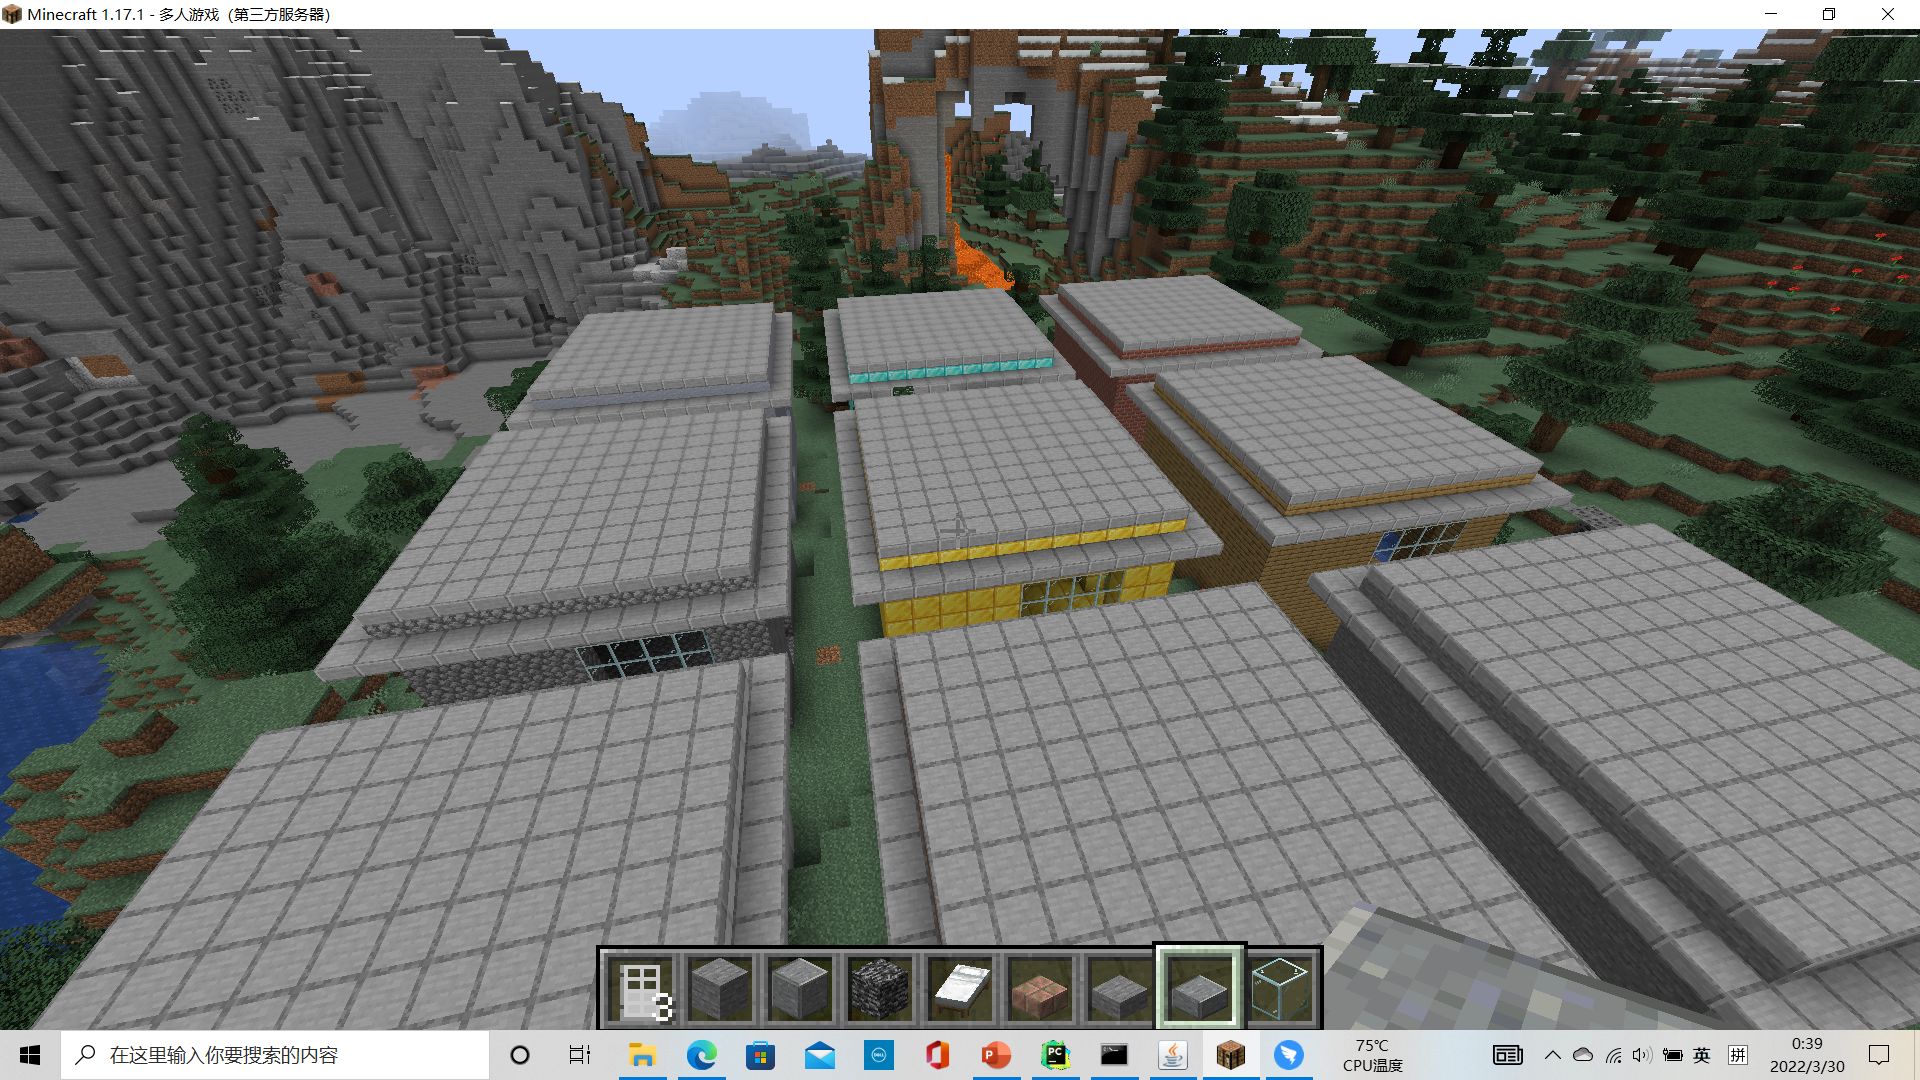 Minecraft 1.17.1 - 多人游戏（第三方服务器）
3
在这里输入你要搜索的内容
DELL
P
PC
75℃
CPU温度
英
拼
0:39
2022/3/30